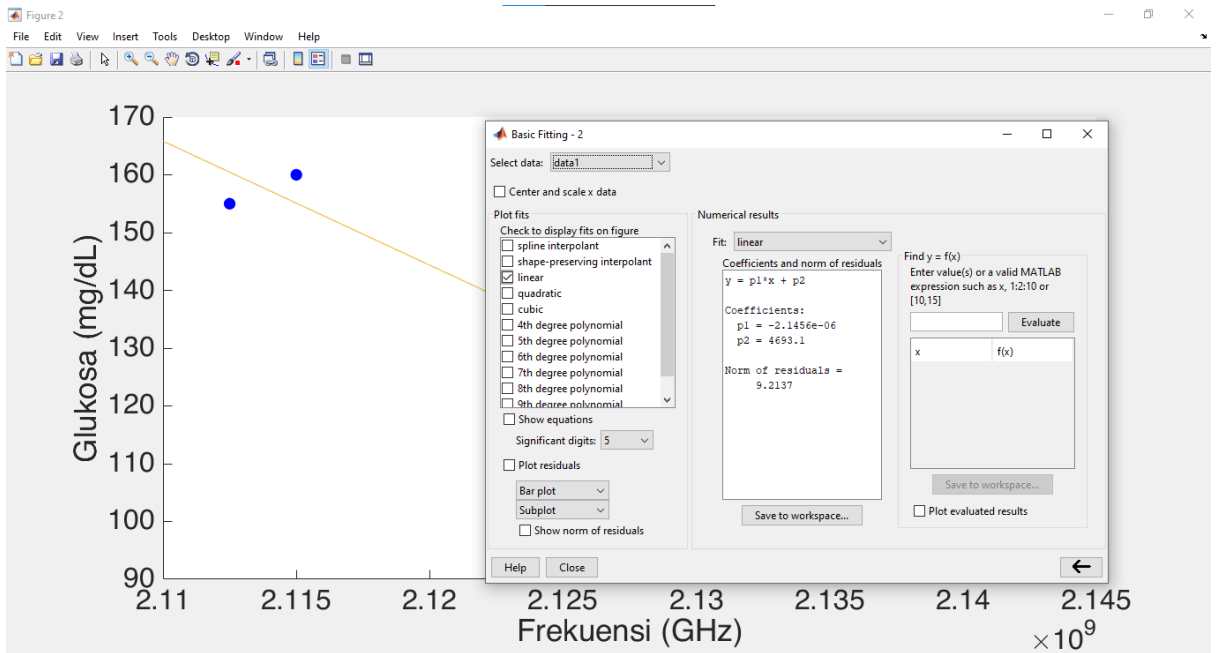 Figure 2
File Edit View Insert Tools Desktop Window Help
170
160
150
140
130
120
110
100
90
Glukosa (mg/dL)
2.11 2.115 2.12 2.125 2.13 2.135 2.14 2.145
Frekuensi (GHz)
×10⁹
Basic Fitting - 2
Select data: data1
Center and scale x data
Plot fits
Check to display fits on figure
spline interpolant
shape-preserving interpolant
linear
quadratic
cubic
4th degree polynomial
5th degree polynomial
6th degree polynomial
7th degree polynomial
8th degree polynomial
9th degree polynomial
Show equations
Significant digits: 5
Plot residuals
Bar plot
Subplot
Show norm of residuals
Numerical results
Fit: linear
Coefficients and norm of residuals
y = p1*x + p2
Coefficients:
p1 = -2.1456e-06
p2 = 4693.1
Norm of residuals =
9.2137
Save to workspace...
Find y = f(x)
Enter value(s) or a valid MATLAB
expression such as x, 1:2:10 or
[10,15]
Evaluate
x f(x)
Save to workspace...
Plot evaluated results
Help Close